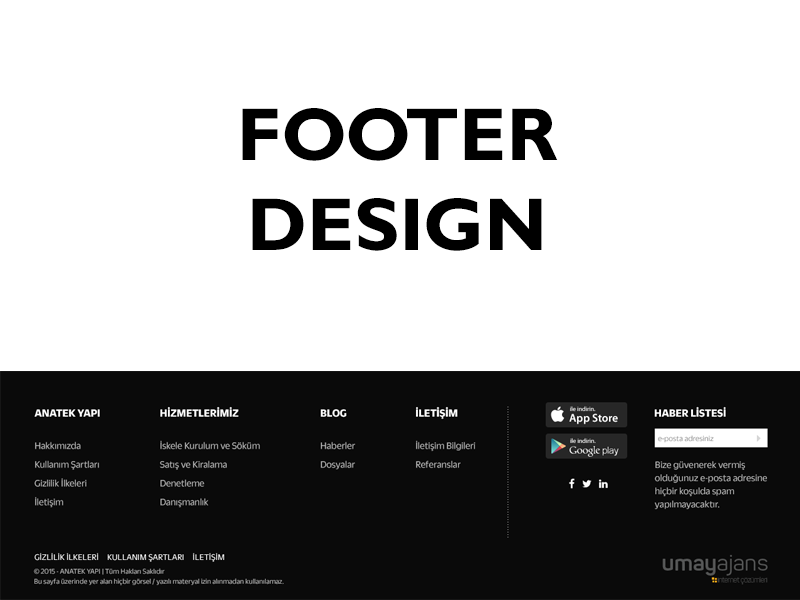 FOOTER
DESIGN
ANATEK YAPI
Hakkımızda
Kullanım Şartları
Gizlilik İlkeleri
İletişim
HİZMETLERİMİZ
İskele Kurulum ve Söküm
Satış ve Kiralama
Denetleme
Danışmanlık
BLOG
Haberler
Dosyalar
İLETİŞİM
İletişim Bilgileri
Referanslar
ile indirin.
App Store
ile indirin.
Google play
HABER LİSTESİ
e-posta adresiniz
Bize güvenerek vermiş
olduğunuz e-posta adresine
hiçbir koşulda spam
yapılmayacaktır.
GİZLİLİK İLKELERİ KULLANIM ŞARTLARI İLETİŞİM
© 2015 - ANATEK YAPI | Tüm Hakları Saklıdır
Bu sayfa üzerinde yer alan hiçbir görsel / yazılı materyal izin alınmadan kullanılamaz.
umayajans
internet çözümleri